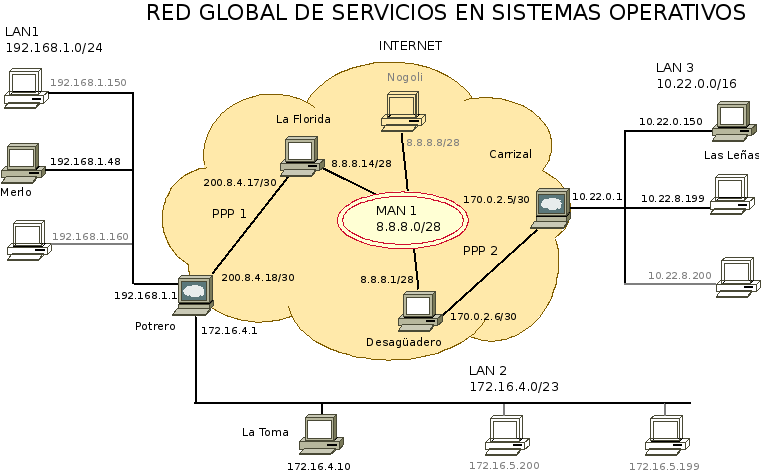 RED GLOBAL DE SERVICIOS EN SISTEMAS OPERATIVOS
LAN1
192.168.1.0/24
INTERNET
LAN 3
10.22.0.0/16
192.168.1.150
Nogoli
La Florida
10.22.0.150
8.8.8.8/28
Carrizal
Las Leñas
192.168.1.48
8.8.8.14/28
Merlo
200.8.4.17/30
170.0.2.5/30
10.22.0.1
10.22.8.199
PPP 1
MAN 1
8.8.8.0/28
192.168.1.160
PPP 2
200.8.4.18/30
8.8.8.1/28
10.22.8.200
192.168.1.1
170.0.2.6/30
Potrero
172.16.4.1
Desagüadero
LAN 2
172.16.4.0/23
La Toma
172.16.4.10
172.16.5.200
172.16.5.199